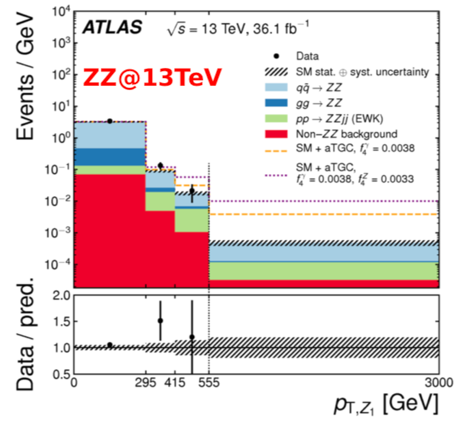 ATLAS √s = 13 TeV, 36.1 fb⁻¹
ZZ@13TeV
Data
SM stat. ⊕ syst. uncertainty
qq̄ → ZZ
gg → ZZ
pp → ZZjj (EWK)
Non–ZZ background
SM + aTGC, f₄^γ = 0.0038
SM + aTGC,
f₄^γ = 0.0038, f₄^Z = 0.0033
Events / GeV
10⁴
10³
10²
10¹
10⁰
10⁻¹
10⁻²
10⁻³
10⁻⁴
Data / pred.
2.0
1.5
1.0
0.5
0 295 415 555 3000
p_T,Z₁ [GeV]